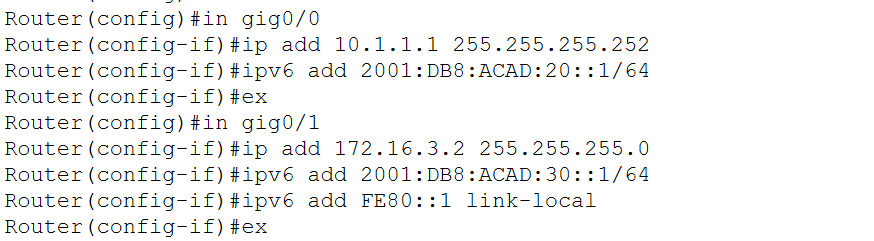 Router(config)#in gig0/0
Router(config-if)#ip add 10.1.1.1 255.255.255.252
Router(config-if)#ipv6 add 2001:DB8:ACAD:20::1/64
Router(config-if)#ex
Router(config)#in gig0/1
Router(config-if)#ip add 172.16.3.2 255.255.255.0
Router(config-if)#ipv6 add 2001:DB8:ACAD:30::1/64
Router(config-if)#ipv6 add FE80::1 link-local
Router(config-if)#ex